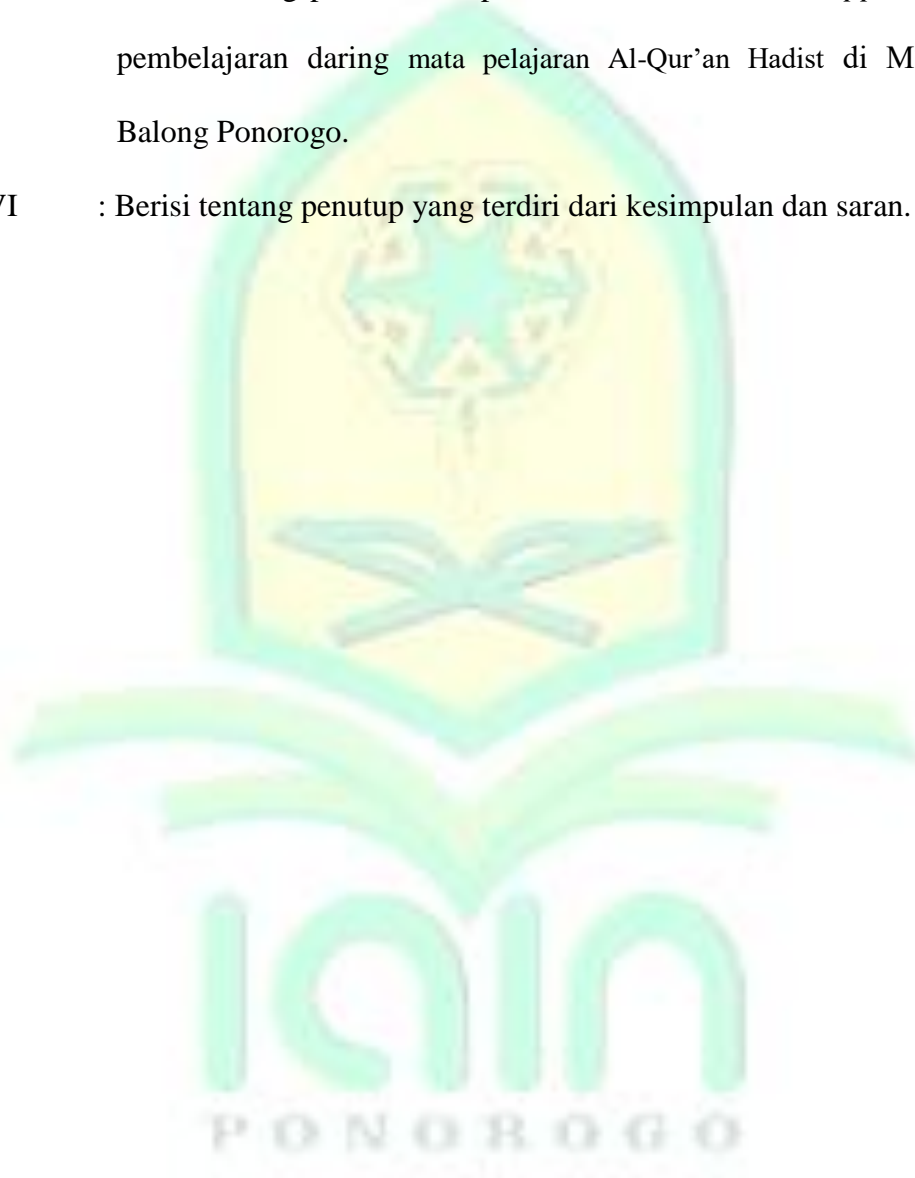 pembelajaran daring mata pelajaran Al-Qur’an Hadist di M
Balong Ponorogo.
VI : Berisi tentang penutup yang terdiri dari kesimpulan dan saran.
iain
PONOROGO